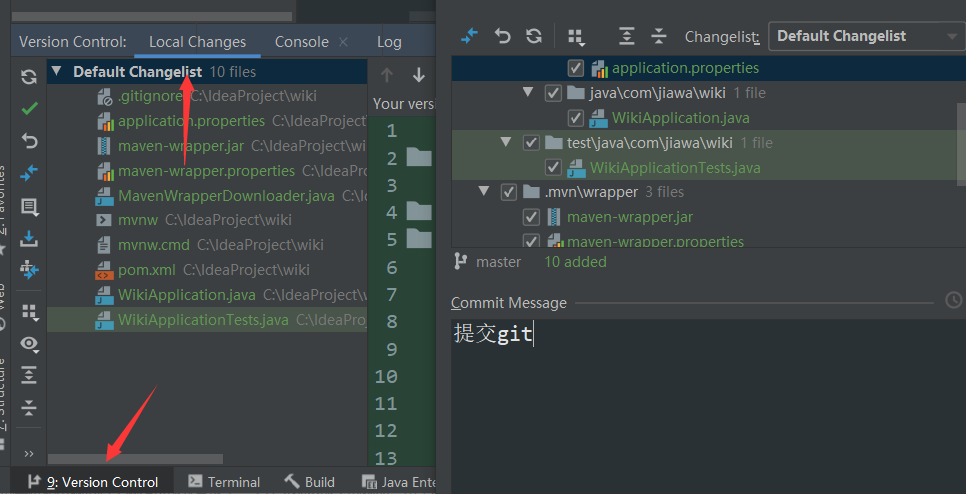 Version Control:
Local Changes
Console
Log
Default Changelist 10 files
.gitignore C:\IdeaProject\wiki
application.properties C:\IdeaProject
maven-wrapper.jar C:\IdeaProject\wi
maven-wrapper.properties C:\IdeaPro
MavenWrapperDownloader.java C:\
mvnw C:\IdeaProject\wiki
mvnw.cmd C:\IdeaProject\wiki
pom.xml C:\IdeaProject\wiki
WikiApplication.java C:\IdeaProject\w
WikiApplicationTests.java C:\IdeaPro
Your vers
1
2
3
4
5
6
7
8
9
10
11
12
13
9: Version Control
Terminal
Build
Java Ente
Changelist:
Default Changelist
application.properties
java\com\jiawa\wiki 1 file
WikiApplication.java
test\java\com\jiawa\wiki 1 file
WikiApplicationTests.java
.mvn\wrapper 3 files
maven-wrapper.jar
maven-wrapper.properties
master 10 added
Commit Message
提交git